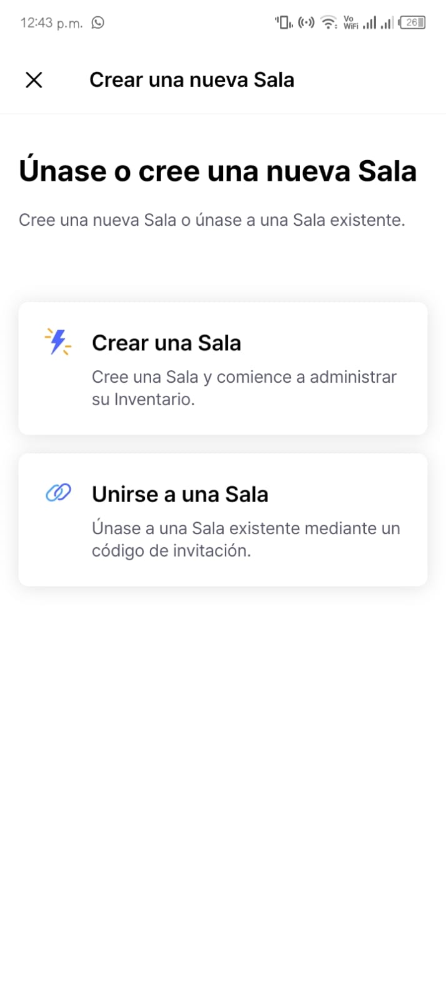 12:43 p.m.
Vo
WiFi
26
Crear una nueva Sala
Únase o cree una nueva Sala
Cree una nueva Sala o únase a una Sala existente.
Crear una Sala
Cree una Sala y comience a administrar
su Inventario.
Unirse a una Sala
Únase a una Sala existente mediante un
código de invitación.